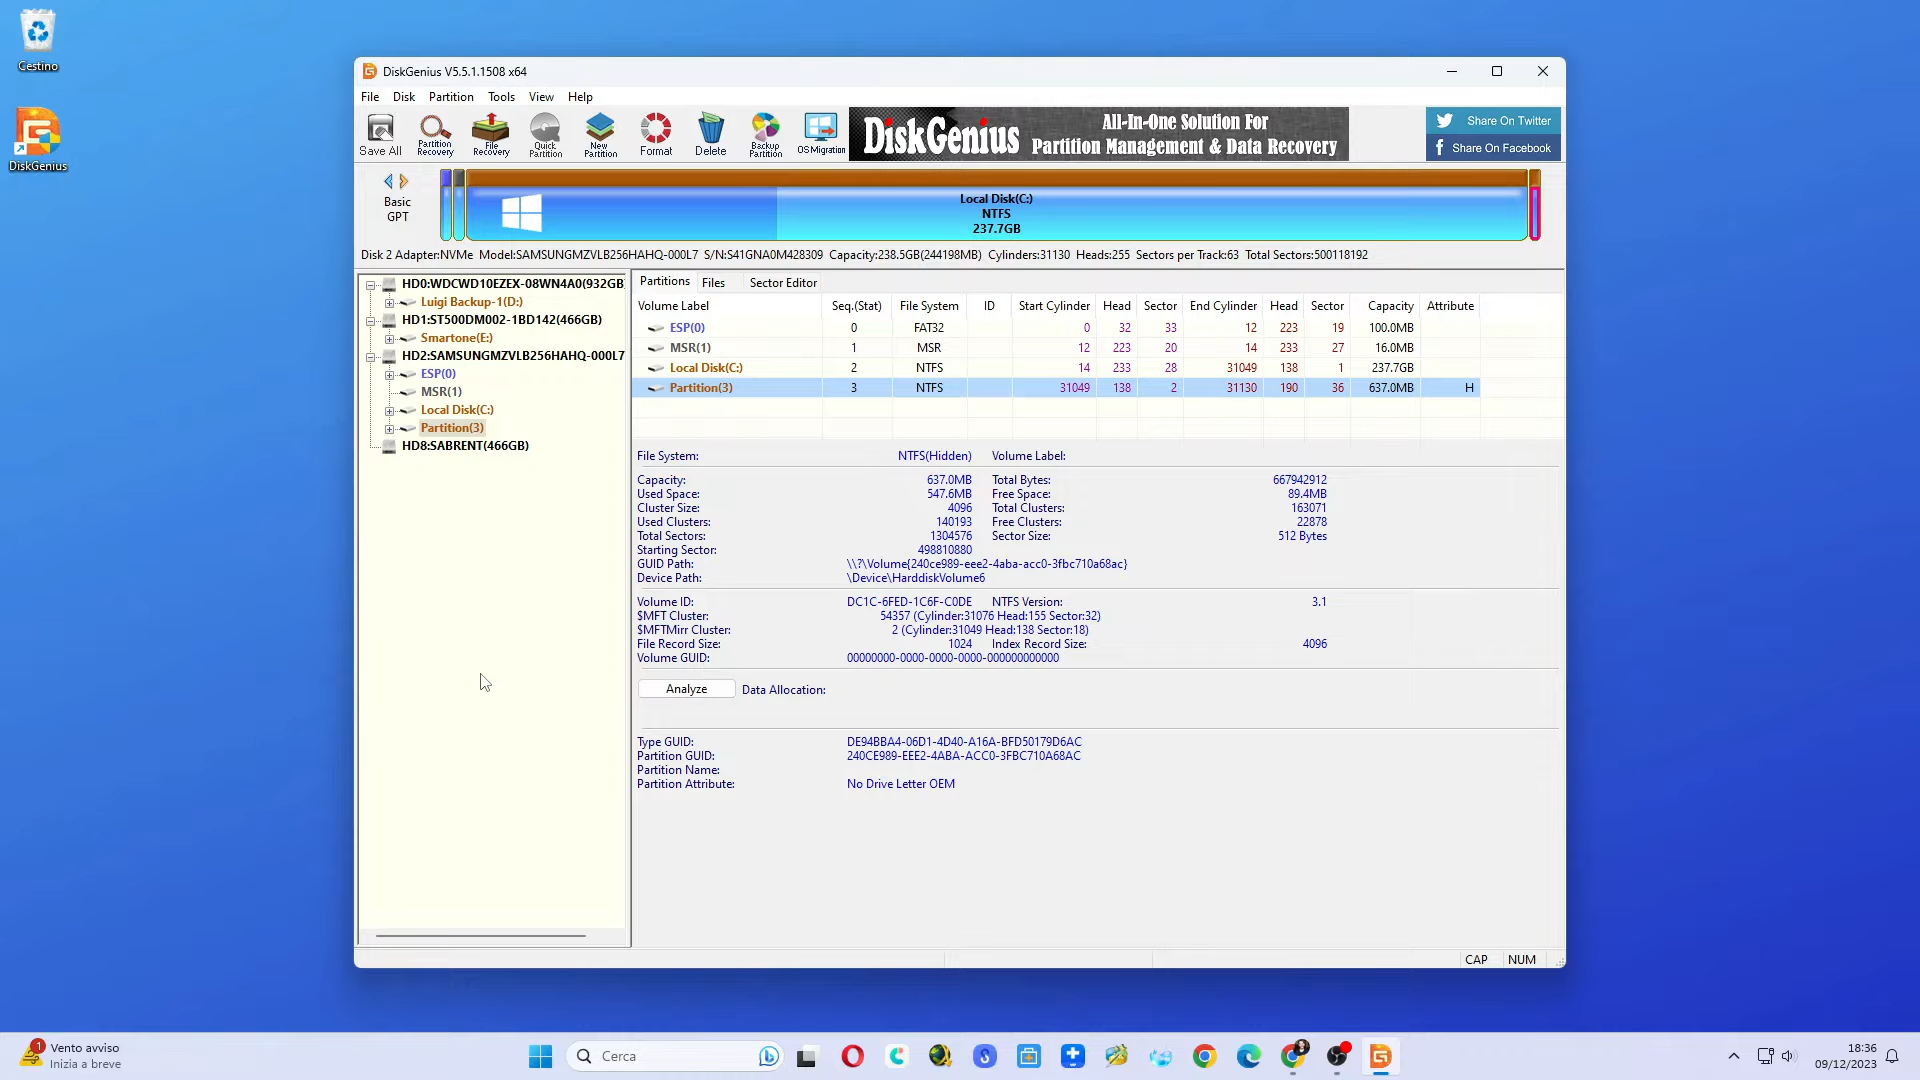 Cestino
DiskGenius
DiskGenius V5.5.1.1508 x64
File Disk Partition Tools View Help
Save All Partition Recovery File Recovery Quick Partition New Partition Format Delete Backup Partition OS Migration
DiskGenius All-In-One Solution For
Partition Management & Data Recovery
Share On Twitter
Share On Facebook
Basic
GPT
Local Disk(C:)
NTFS
237.7GB
Disk 2 Adapter:NVMe Model:SAMSUNGMZVLB256HAHQ-000L7 S/N:S41GNA0M428309 Capacity:238.5GB(244198MB) Cylinders:31130 Heads:255 Sectors per Track:63 Total Sectors:500118192
HD0:WDCWD10EZEX-08WN4A0(932GB
Luigi Backup-1(D:)
HD1:ST500DM002-1BD142(466GB)
Smartone(E:)
HD2:SAMSUNGMZVLB256HAHQ-000L7
ESP(0)
MSR(1)
Local Disk(C:)
Partition(3)
HD8:SABRENT(466GB)
Partitions Files Sector Editor
Volume Label Seq.(Stat) File System ID Start Cylinder Head Sector End Cylinder Head Sector Capacity Attribute
ESP(0) 0 FAT32 0 32 33 12 223 19 100.0MB
MSR(1) 1 MSR 12 223 20 14 233 27 16.0MB
Local Disk(C:) 2 NTFS 14 233 28 31049 138 1 237.7GB
Partition(3) 3 NTFS 31049 138 2 31130 190 36 637.0MB H
File System: NTFS(Hidden) Volume Label:
Capacity: 637.0MB Total Bytes: 667942912
Used Space: 547.6MB Free Space: 89.4MB
Cluster Size: 4096 Total Clusters: 163071
Used Clusters: 140193 Free Clusters: 22878
Total Sectors: 1304576 Sector Size: 512 Bytes
Starting Sector: 498810880
GUID Path: \\?\Volume{240ce989-eee2-4aba-acc0-3fbc710a68ac}
Device Path: \Device\HarddiskVolume6
Volume ID: DC1C-6FED-1C6F-C0DE NTFS Version: 3.1
$MFT Cluster: 54357 (Cylinder:31076 Head:155 Sector:32)
$MFTMirr Cluster: 2 (Cylinder:31049 Head:138 Sector:18)
File Record Size: 1024 Index Record Size: 4096
Volume GUID: 00000000-0000-0000-0000-000000000000
Analyze Data Allocation:
Type GUID: DE94BBA4-06D1-4D40-A16A-BFD50179D6AC
Partition GUID: 240CE989-EEE2-4ABA-ACC0-3FBC710A68AC
Partition Name:
Partition Attribute: No Drive Letter OEM
CAP NUM
1 Vento avviso
Inizia a breve
Cerca
18:36
09/12/2023